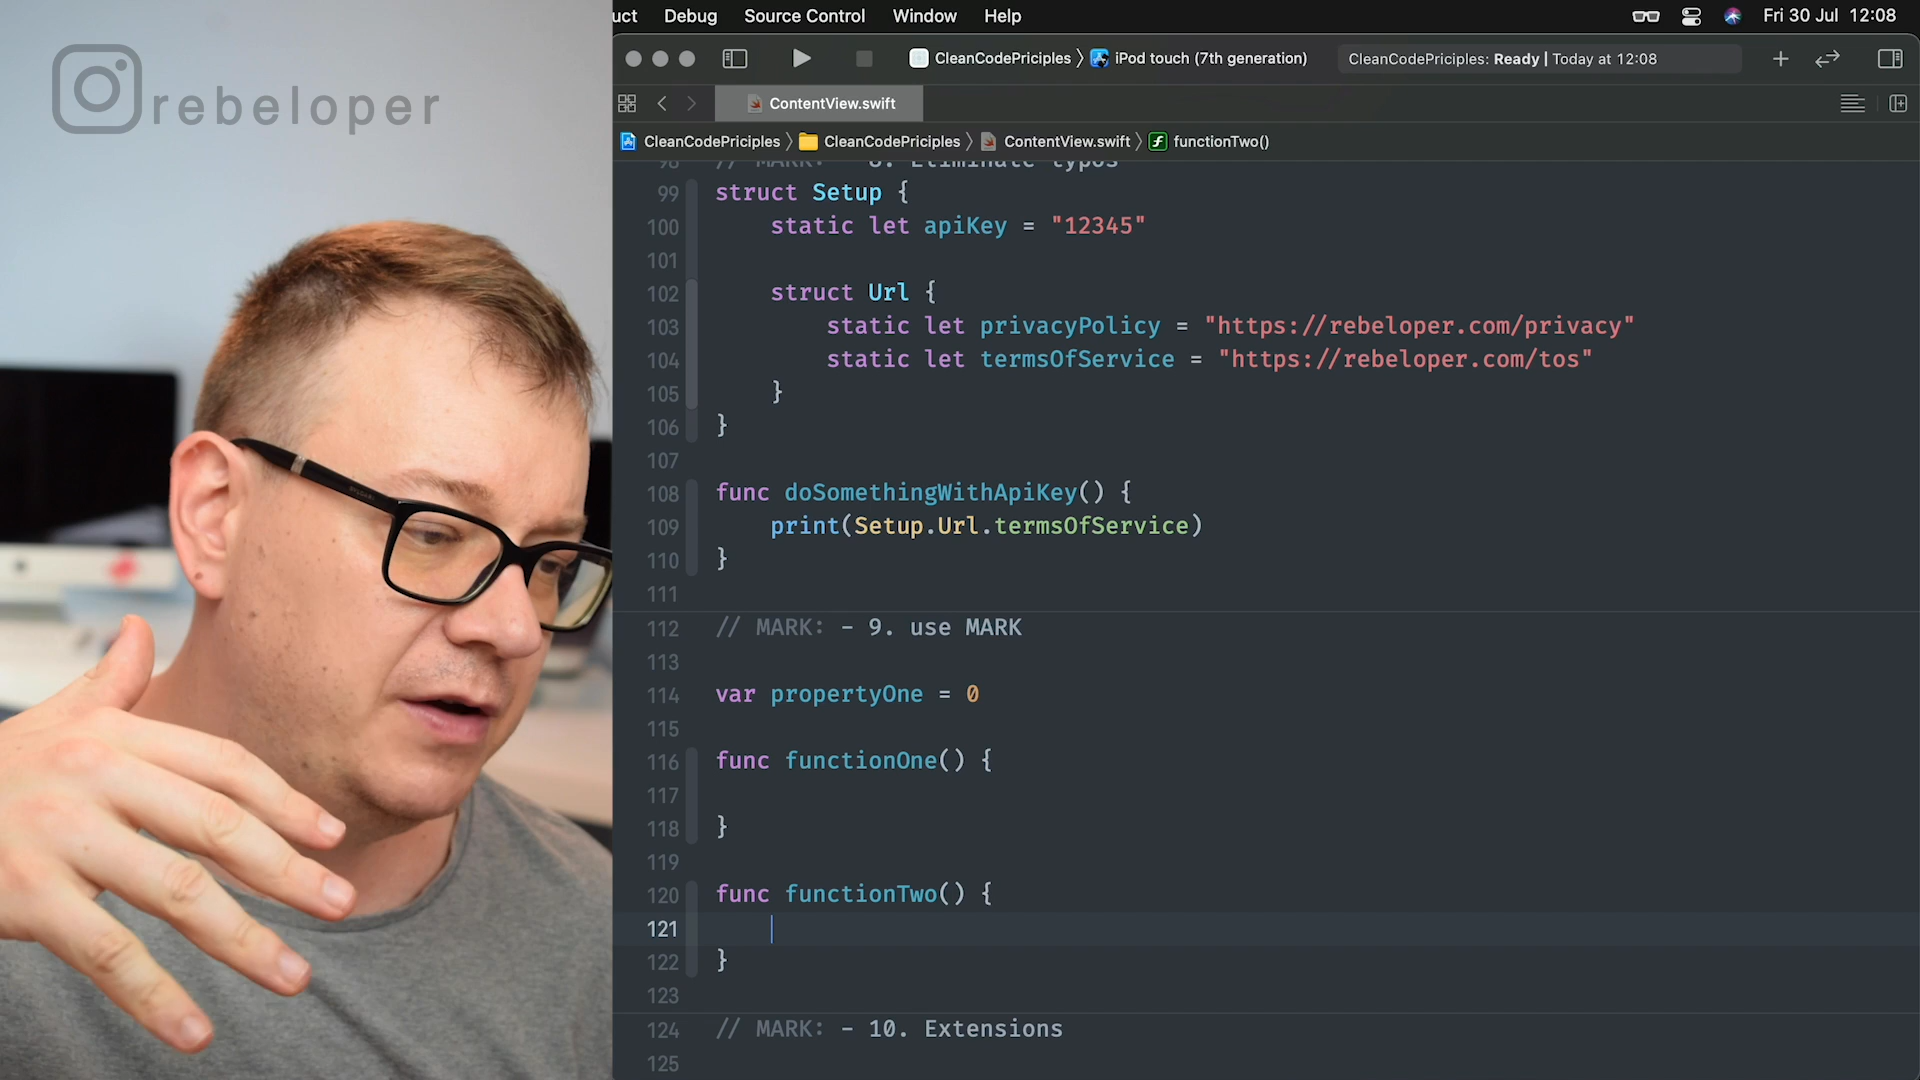 rebeloper
uct Debug Source Control Window Help Fri 30 Jul 12:08
CleanCodePriciples iPod touch (7th generation) CleanCodePriciples: Ready | Today at 12:08
ContentView.swift
CleanCodePriciples CleanCodePriciples ContentView.swift functionTwo()
98 // MARK: - 8. Eliminate typos
99 struct Setup {
100 static let apiKey = "12345"
101
102 struct Url {
103 static let privacyPolicy = "https://rebeloper.com/privacy"
104 static let termsOfService = "https://rebeloper.com/tos"
105 }
106 }
107
108 func doSomethingWithApiKey() {
109 print(Setup.Url.termsOfService)
110 }
111
112 // MARK: - 9. use MARK
113
114 var propertyOne = 0
115
116 func functionOne() {
117
118 }
119
120 func functionTwo() {
121
122 }
123
124 // MARK: - 10. Extensions
125